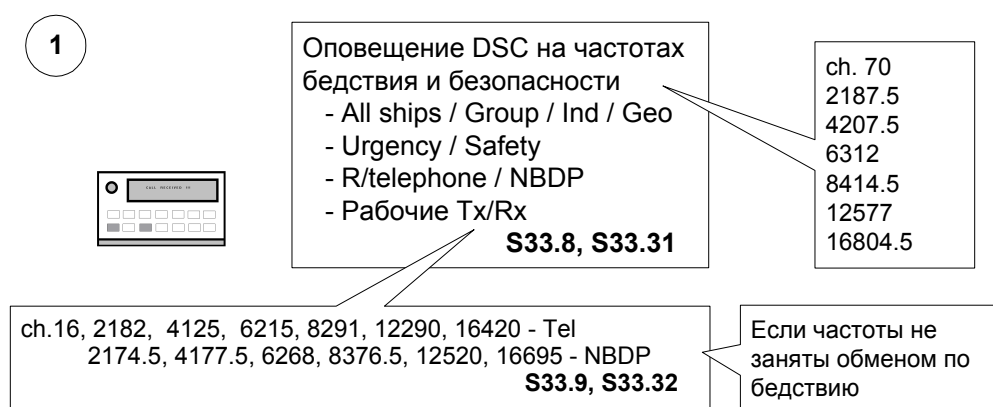 1
Оповещение DSC на частотах
бедствия и безопасности
- All ships / Group / Ind / Geo
- Urgency / Safety
- R/telephone / NBDP
- Рабочие Tx/Rx
S33.8, S33.31
ch. 70
2187.5
4207.5
6312
8414.5
12577
16804.5
CALL RECEIVED !!!
ch.16, 2182, 4125, 6215, 8291, 12290, 16420 - Tel
2174.5, 4177.5, 6268, 8376.5, 12520, 16695 - NBDP
S33.9, S33.32
Если частоты не
заняты обменом по
бедствию